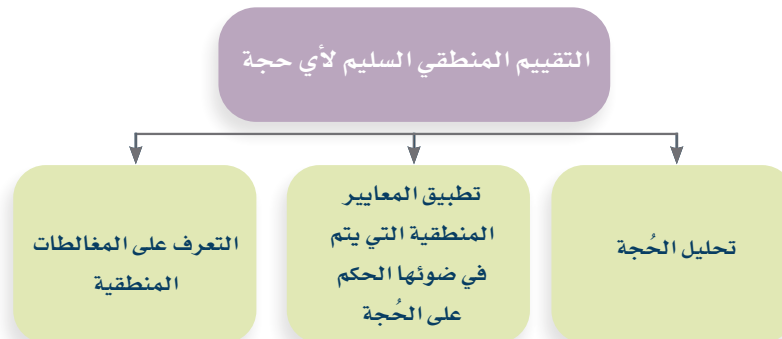 التقييم المنطقي السليم لأي حجة
تحليل الحُجة
تطبيق المعايير
المنطقية التي يتم
في ضوئها الحكم
على الحُجة
التعرف على المغالطات
المنطقية